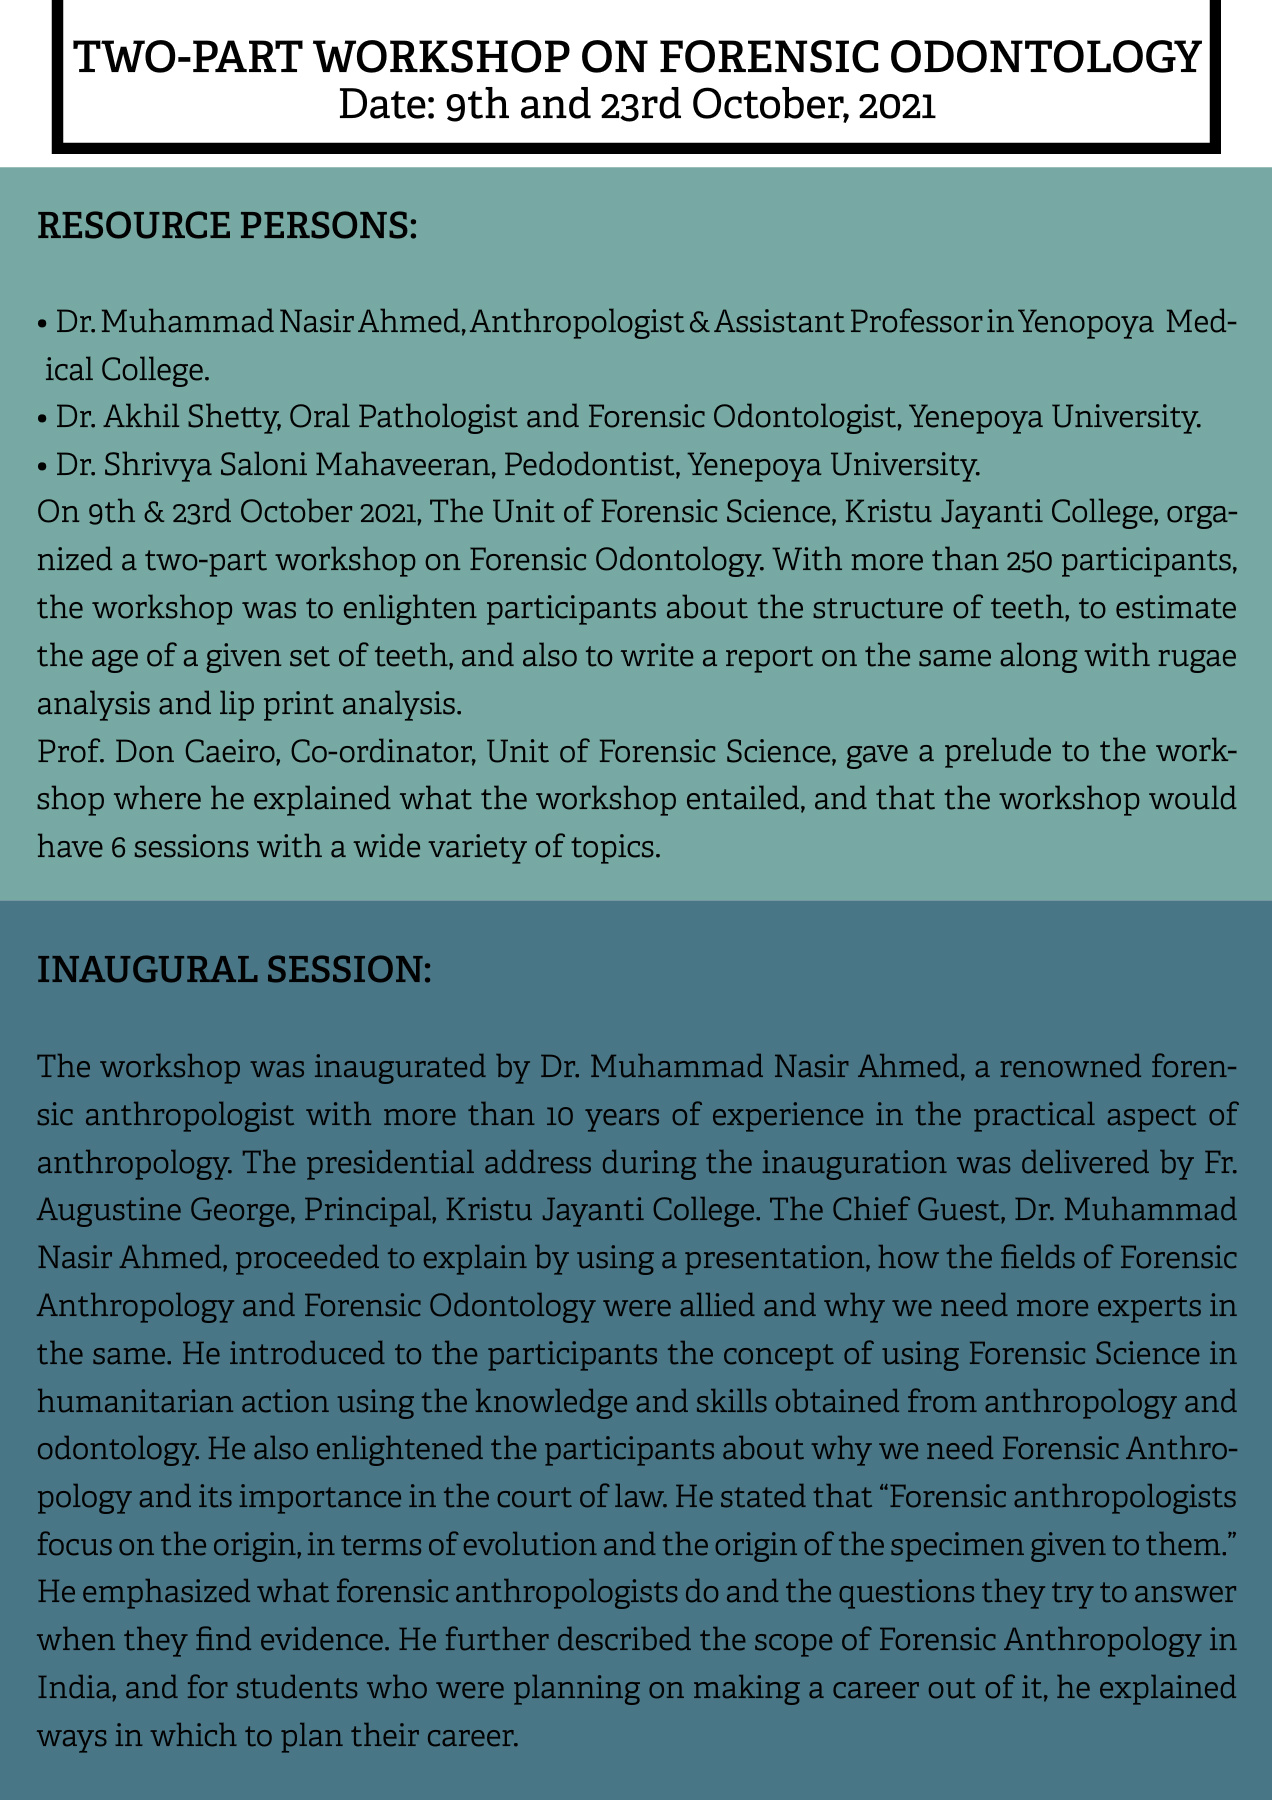 TWO-PART WORKSHOP ON FORENSIC ODONTOLOGY
Date: 9th and 23rd October, 2021
RESOURCE PERSONS:
• Dr. Muhammad Nasir Ahmed, Anthropologist & Assistant Professor in Yenopoya Med-
ical College.
• Dr. Akhil Shetty, Oral Pathologist and Forensic Odontologist, Yenepoya University.
• Dr. Shrivya Saloni Mahaveeran, Pedodontist, Yenepoya University.
On 9th & 23rd October 2021, The Unit of Forensic Science, Kristu Jayanti College, orga-
nized a two-part workshop on Forensic Odontology. With more than 250 participants,
the workshop was to enlighten participants about the structure of teeth, to estimate
the age of a given set of teeth, and also to write a report on the same along with rugae
analysis and lip print analysis.
Prof. Don Caeiro, Co-ordinator, Unit of Forensic Science, gave a prelude to the work-
shop where he explained what the workshop entailed, and that the workshop would
have 6 sessions with a wide variety of topics.
INAUGURAL SESSION:
The workshop was inaugurated by Dr. Muhammad Nasir Ahmed, a renowned foren-
sic anthropologist with more than 10 years of experience in the practical aspect of
anthropology. The presidential address during the inauguration was delivered by Fr.
Augustine George, Principal, Kristu Jayanti College. The Chief Guest, Dr. Muhammad
Nasir Ahmed, proceeded to explain by using a presentation, how the fields of Forensic
Anthropology and Forensic Odontology were allied and why we need more experts in
the same. He introduced to the participants the concept of using Forensic Science in
humanitarian action using the knowledge and skills obtained from anthropology and
odontology. He also enlightened the participants about why we need Forensic Anthro-
pology and its importance in the court of law. He stated that “Forensic anthropologists
focus on the origin, in terms of evolution and the origin of the specimen given to them.”
He emphasized what forensic anthropologists do and the questions they try to answer
when they find evidence. He further described the scope of Forensic Anthropology in
India, and for students who were planning on making a career out of it, he explained
ways in which to plan their career.